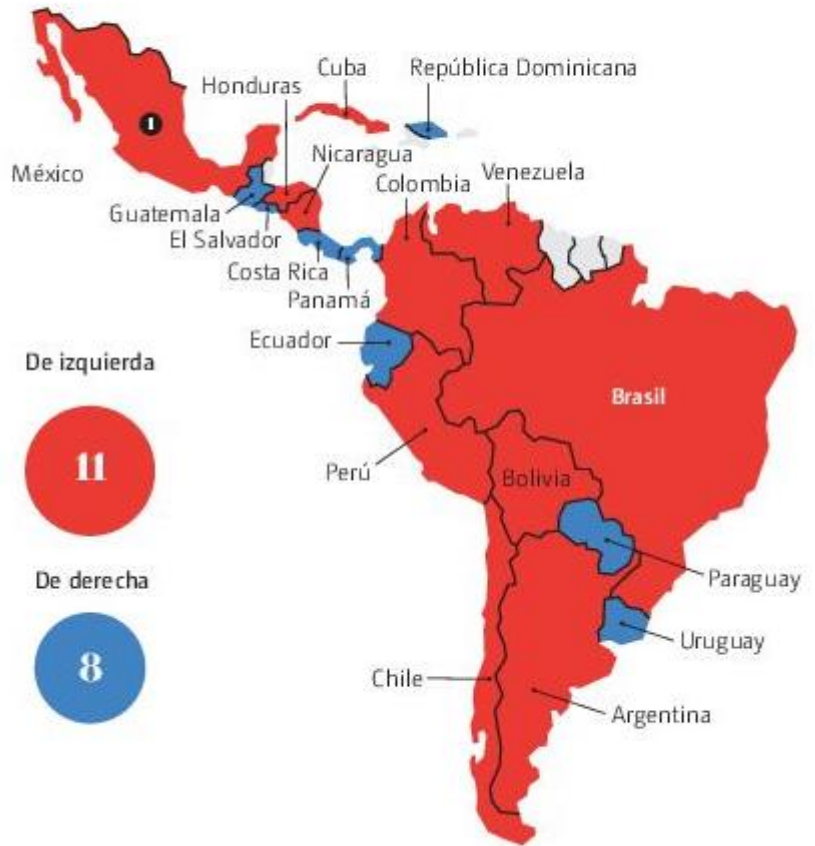 Cuba
República Dominicana
Honduras
1
México
Nicaragua
Colombia
Venezuela
Guatemala
El Salvador
Costa Rica
Panamá
Ecuador
De izquierda
11
Brasil
Perú
Bolivia
De derecha
8
Paraguay
Uruguay
Chile
Argentina